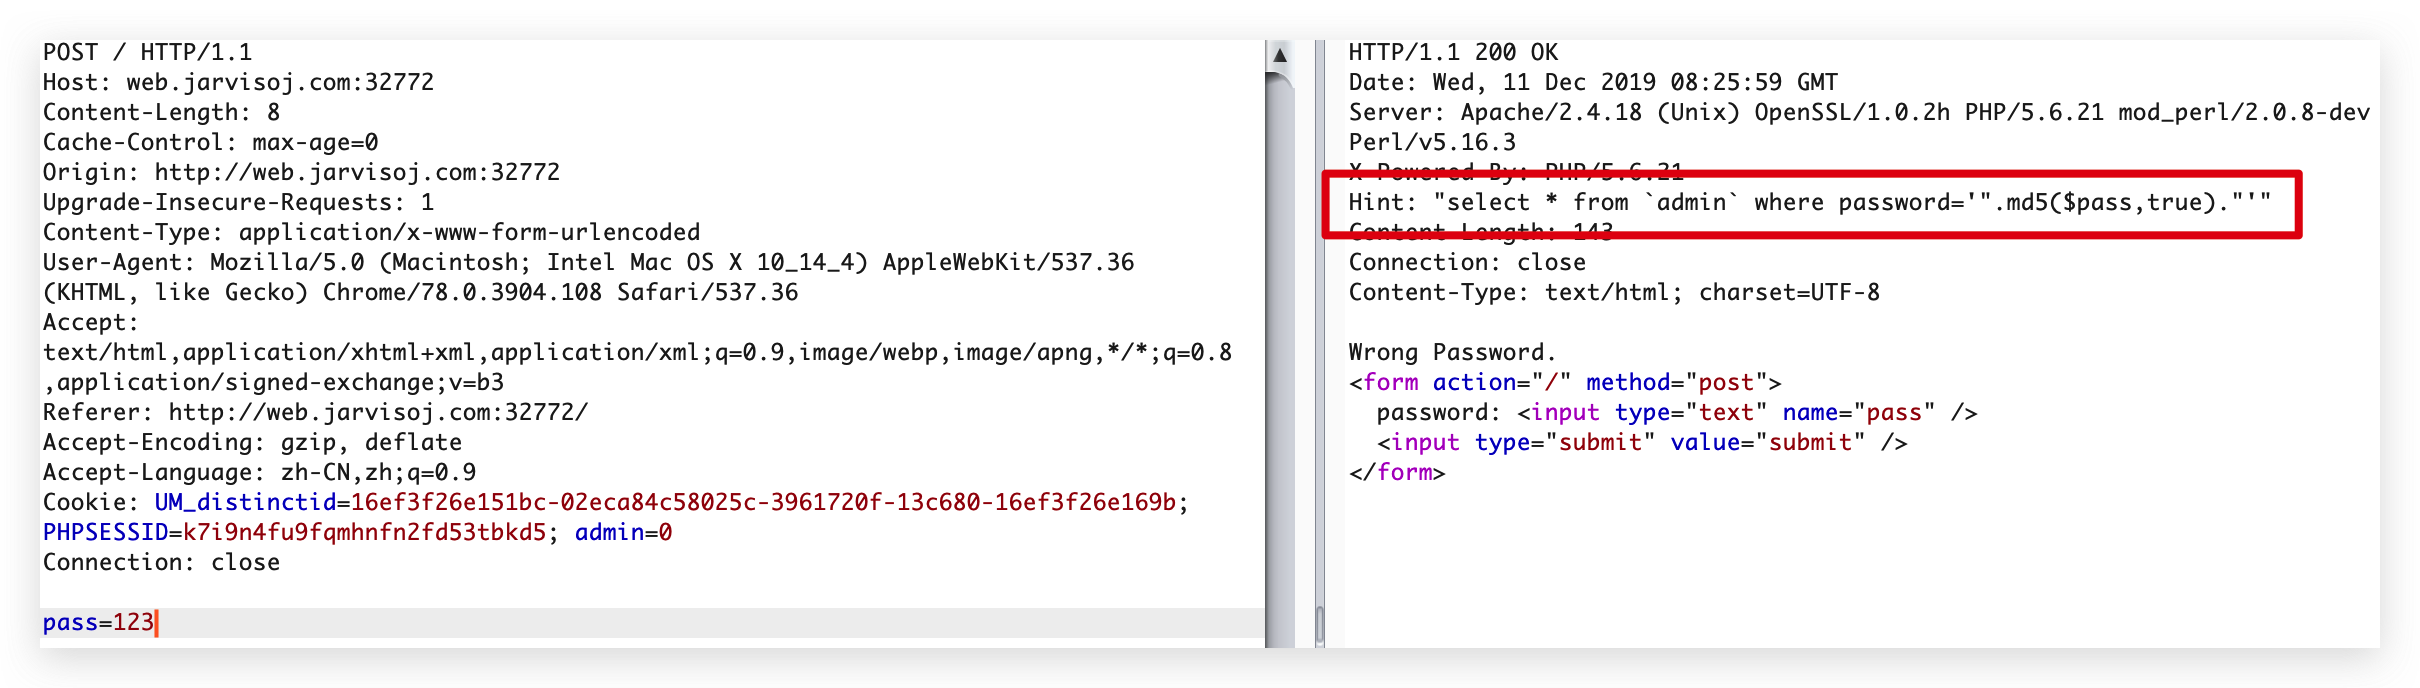 POST / HTTP/1.1
Host: web.jarvisoj.com:32772
Content-Length: 8
Cache-Control: max-age=0
Origin: http://web.jarvisoj.com:32772
Upgrade-Insecure-Requests: 1
Content-Type: application/x-www-form-urlencoded
User-Agent: Mozilla/5.0 (Macintosh; Intel Mac OS X 10_14_4) AppleWebKit/537.36
(KHTML, like Gecko) Chrome/78.0.3904.108 Safari/537.36
Accept:
text/html,application/xhtml+xml,application/xml;q=0.9,image/webp,image/apng,*/*;q=0.8
,application/signed-exchange;v=b3
Referer: http://web.jarvisoj.com:32772/
Accept-Encoding: gzip, deflate
Accept-Language: zh-CN,zh;q=0.9
Cookie: UM_distinctid=16ef3f26e151bc-02eca84c58025c-3961720f-13c680-16ef3f26e169b;
PHPSESSID=k7i9n4fu9fqmhnfn2fd53tbkd5; admin=0
Connection: close
pass=123
HTTP/1.1 200 OK
Date: Wed, 11 Dec 2019 08:25:59 GMT
Server: Apache/2.4.18 (Unix) OpenSSL/1.0.2h PHP/5.6.21 mod_perl/2.0.8-dev
Perl/v5.16.3
X-Powered-By: PHP/5.6.21
Hint: "select * from `admin` where password='".md5($pass,true)."'"
Content-Length: 143
Connection: close
Content-Type: text/html; charset=UTF-8
Wrong Password.
<form action="/" method="post">
password: <input type="text" name="pass" />
<input type="submit" value="submit" />
</form>